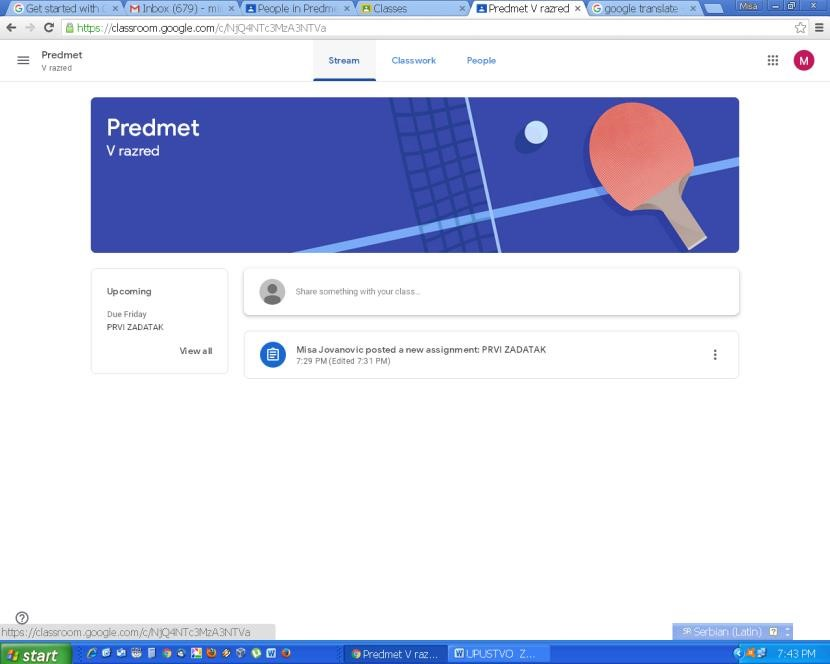 Get started with
Inbox (679) - mi
People in Predm
Classes
Predmet V razred
google translate -
Misa
https://classroom.google.com/c/NjQ4NTc3MzA3NTVa
Predmet
V razred
Stream
Classwork
People
M
Predmet
V razred
Upcoming
Due Friday
PRVI ZADATAK
View all
Share something with your class...
Misa Jovanovic posted a new assignment: PRVI ZADATAK
7:29 PM (Edited 7:31 PM)
https://classroom.google.com/c/NjQ4NTc3MzA3NTVa
SR Serbian (Latin)
start
Predmet V raz...
UPUSTVO Z...
7:43 PM